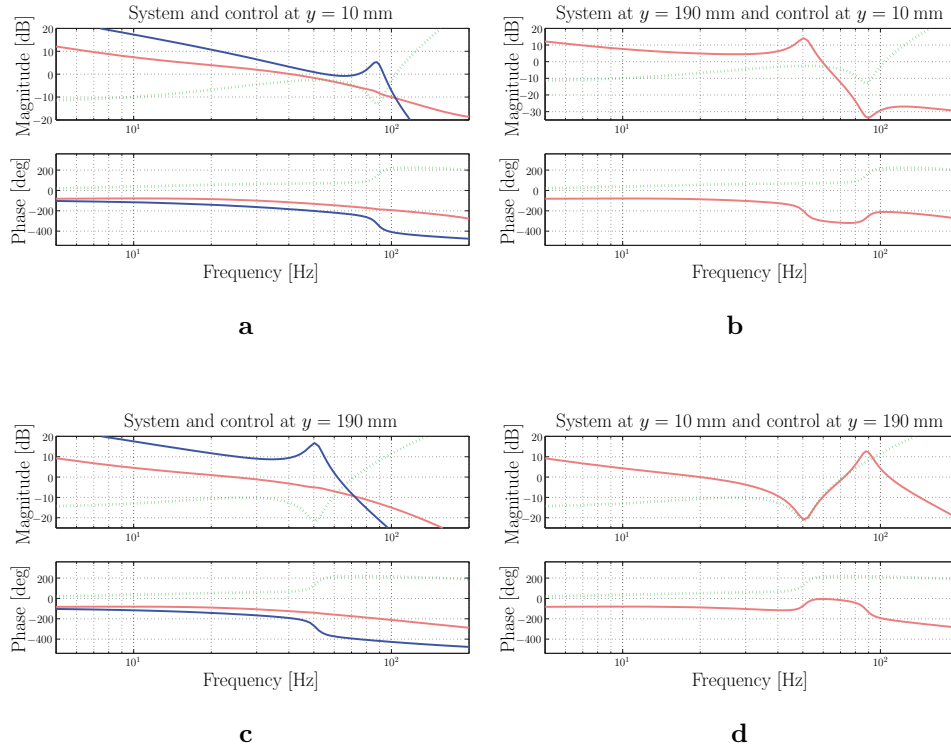 System and control at y = 10 mm
Magnitude [dB]
20
10
0
−10
−20
10¹
10²
Phase [deg]
200
0
−200
−400
10¹
10²
Frequency [Hz]
a
System at y = 190 mm and control at y = 10 mm
Magnitude [dB]
20
10
0
−10
−20
−30
10¹
10²
Phase [deg]
200
0
−200
−400
10¹
10²
Frequency [Hz]
b
System and control at y = 190 mm
Magnitude [dB]
20
10
0
−10
−20
10¹
10²
Phase [deg]
200
0
−200
−400
10¹
10²
Frequency [Hz]
c
System at y = 10 mm and control at y = 190 mm
Magnitude [dB]
20
10
0
−10
−20
10¹
10²
Phase [deg]
200
0
−200
−400
10¹
10²
Frequency [Hz]
d